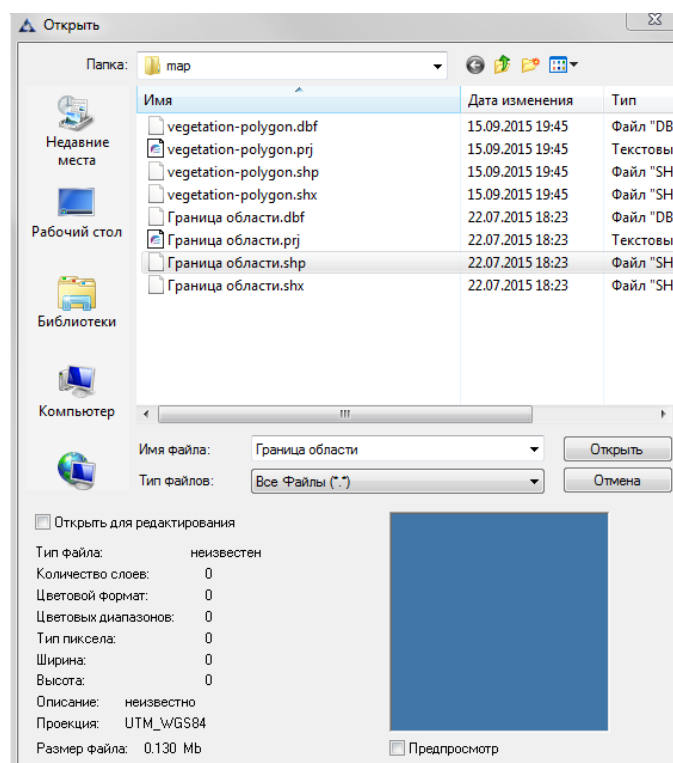 Открыть
Папка: map
Имя Дата изменения Тип
vegetation-polygon.dbf 15.09.2015 19:45 Файл "DB
vegetation-polygon.prj 15.09.2015 19:45 Текстовы
vegetation-polygon.shp 15.09.2015 19:45 Файл "SH
vegetation-polygon.shx 15.09.2015 19:45 Файл "SH
Граница области.dbf 22.07.2015 18:23 Файл "DB
Граница области.prj 22.07.2015 18:23 Текстовы
Граница области.shp 22.07.2015 18:23 Файл "SH
Граница области.shx 22.07.2015 18:23 Файл "SH
Недавние
места
Рабочий стол
Библиотеки
Компьютер
Имя файла: Граница области Открыть
Тип файлов: Все Файлы (*.*) Отмена
Открыть для редактирования
Тип файла: неизвестен
Количество слоев: 0
Цветовой формат: 0
Цветовых диапазонов: 0
Тип пиксела: 0
Ширина: 0
Высота: 0
Описание: неизвестно
Проекция: UTM_WGS84
Размер файла: 0.130 Mb
Предпросмотр